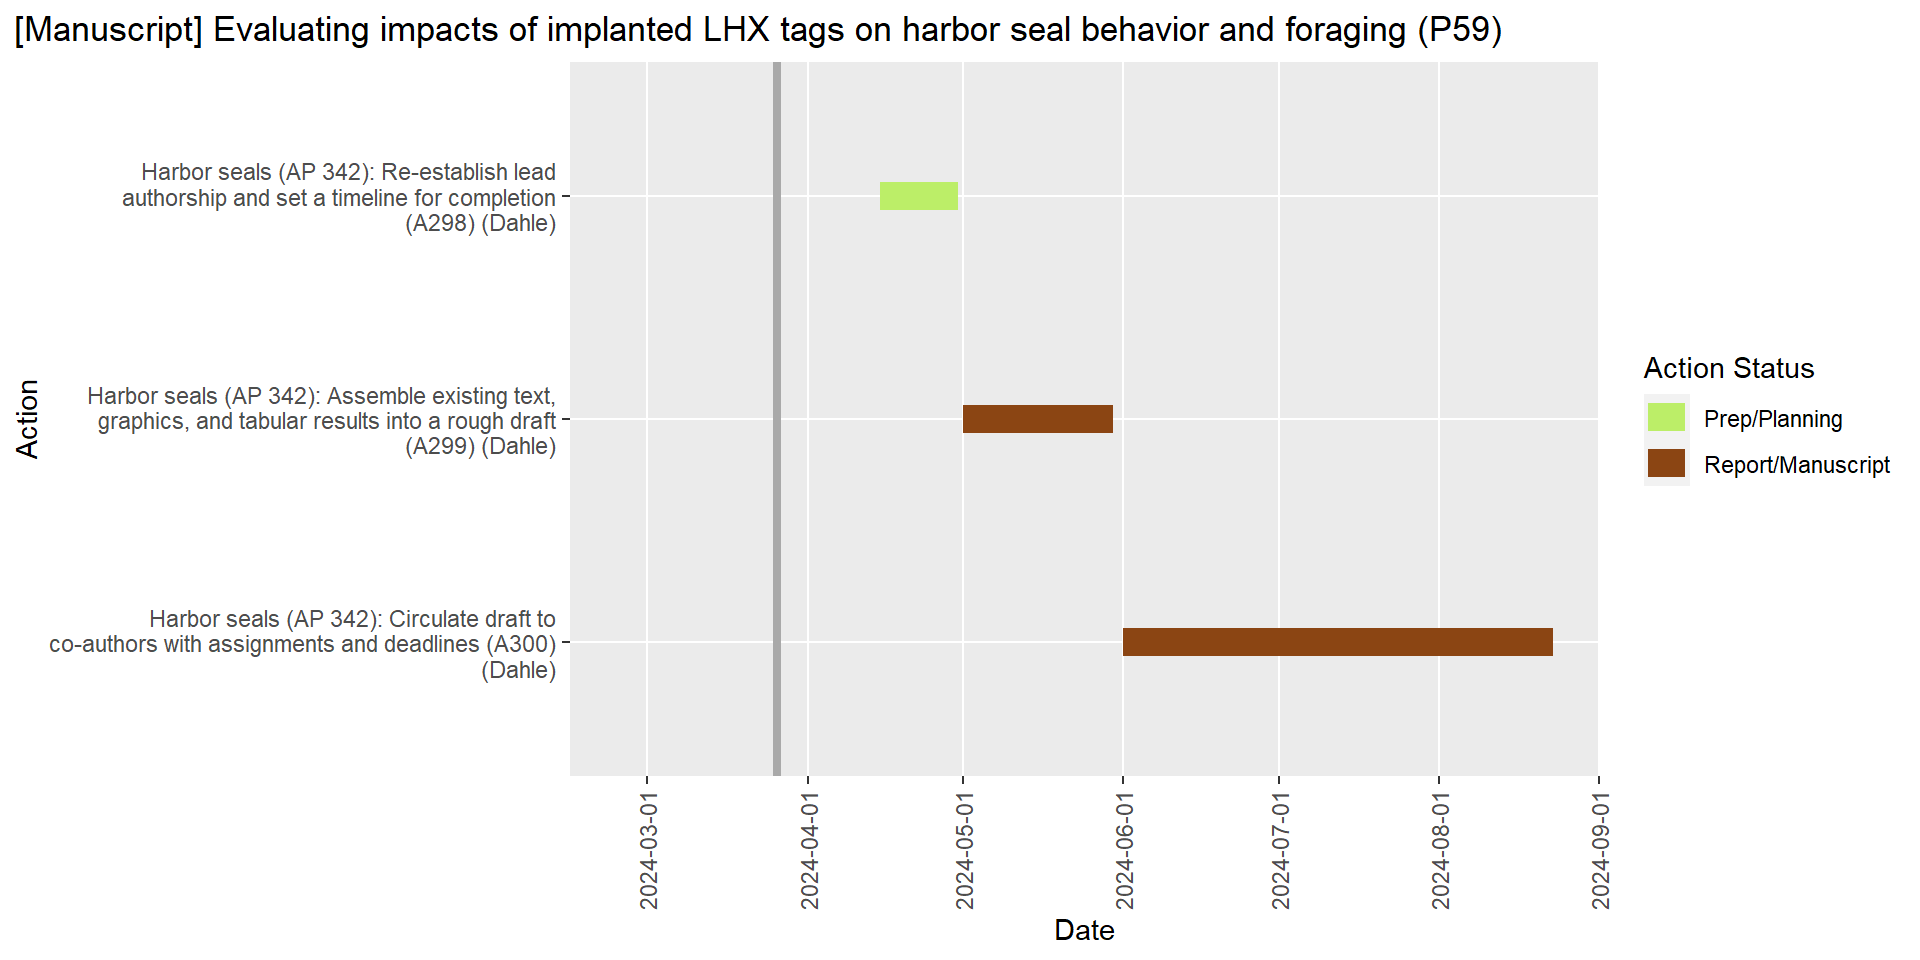 [Manuscript] Evaluating impacts of implanted LHX tags on harbor seal behavior and foraging (P59)
Action
Harbor seals (AP 342): Re-establish lead
authorship and set a timeline for completion
(A298) (Dahle)
Harbor seals (AP 342): Assemble existing text,
graphics, and tabular results into a rough draft
(A299) (Dahle)
Harbor seals (AP 342): Circulate draft to
co-authors with assignments and deadlines (A300)
(Dahle)
2024-03-01
2024-04-01
2024-05-01
2024-06-01
2024-07-01
2024-08-01
2024-09-01
Date
Action Status
Prep/Planning
Report/Manuscript